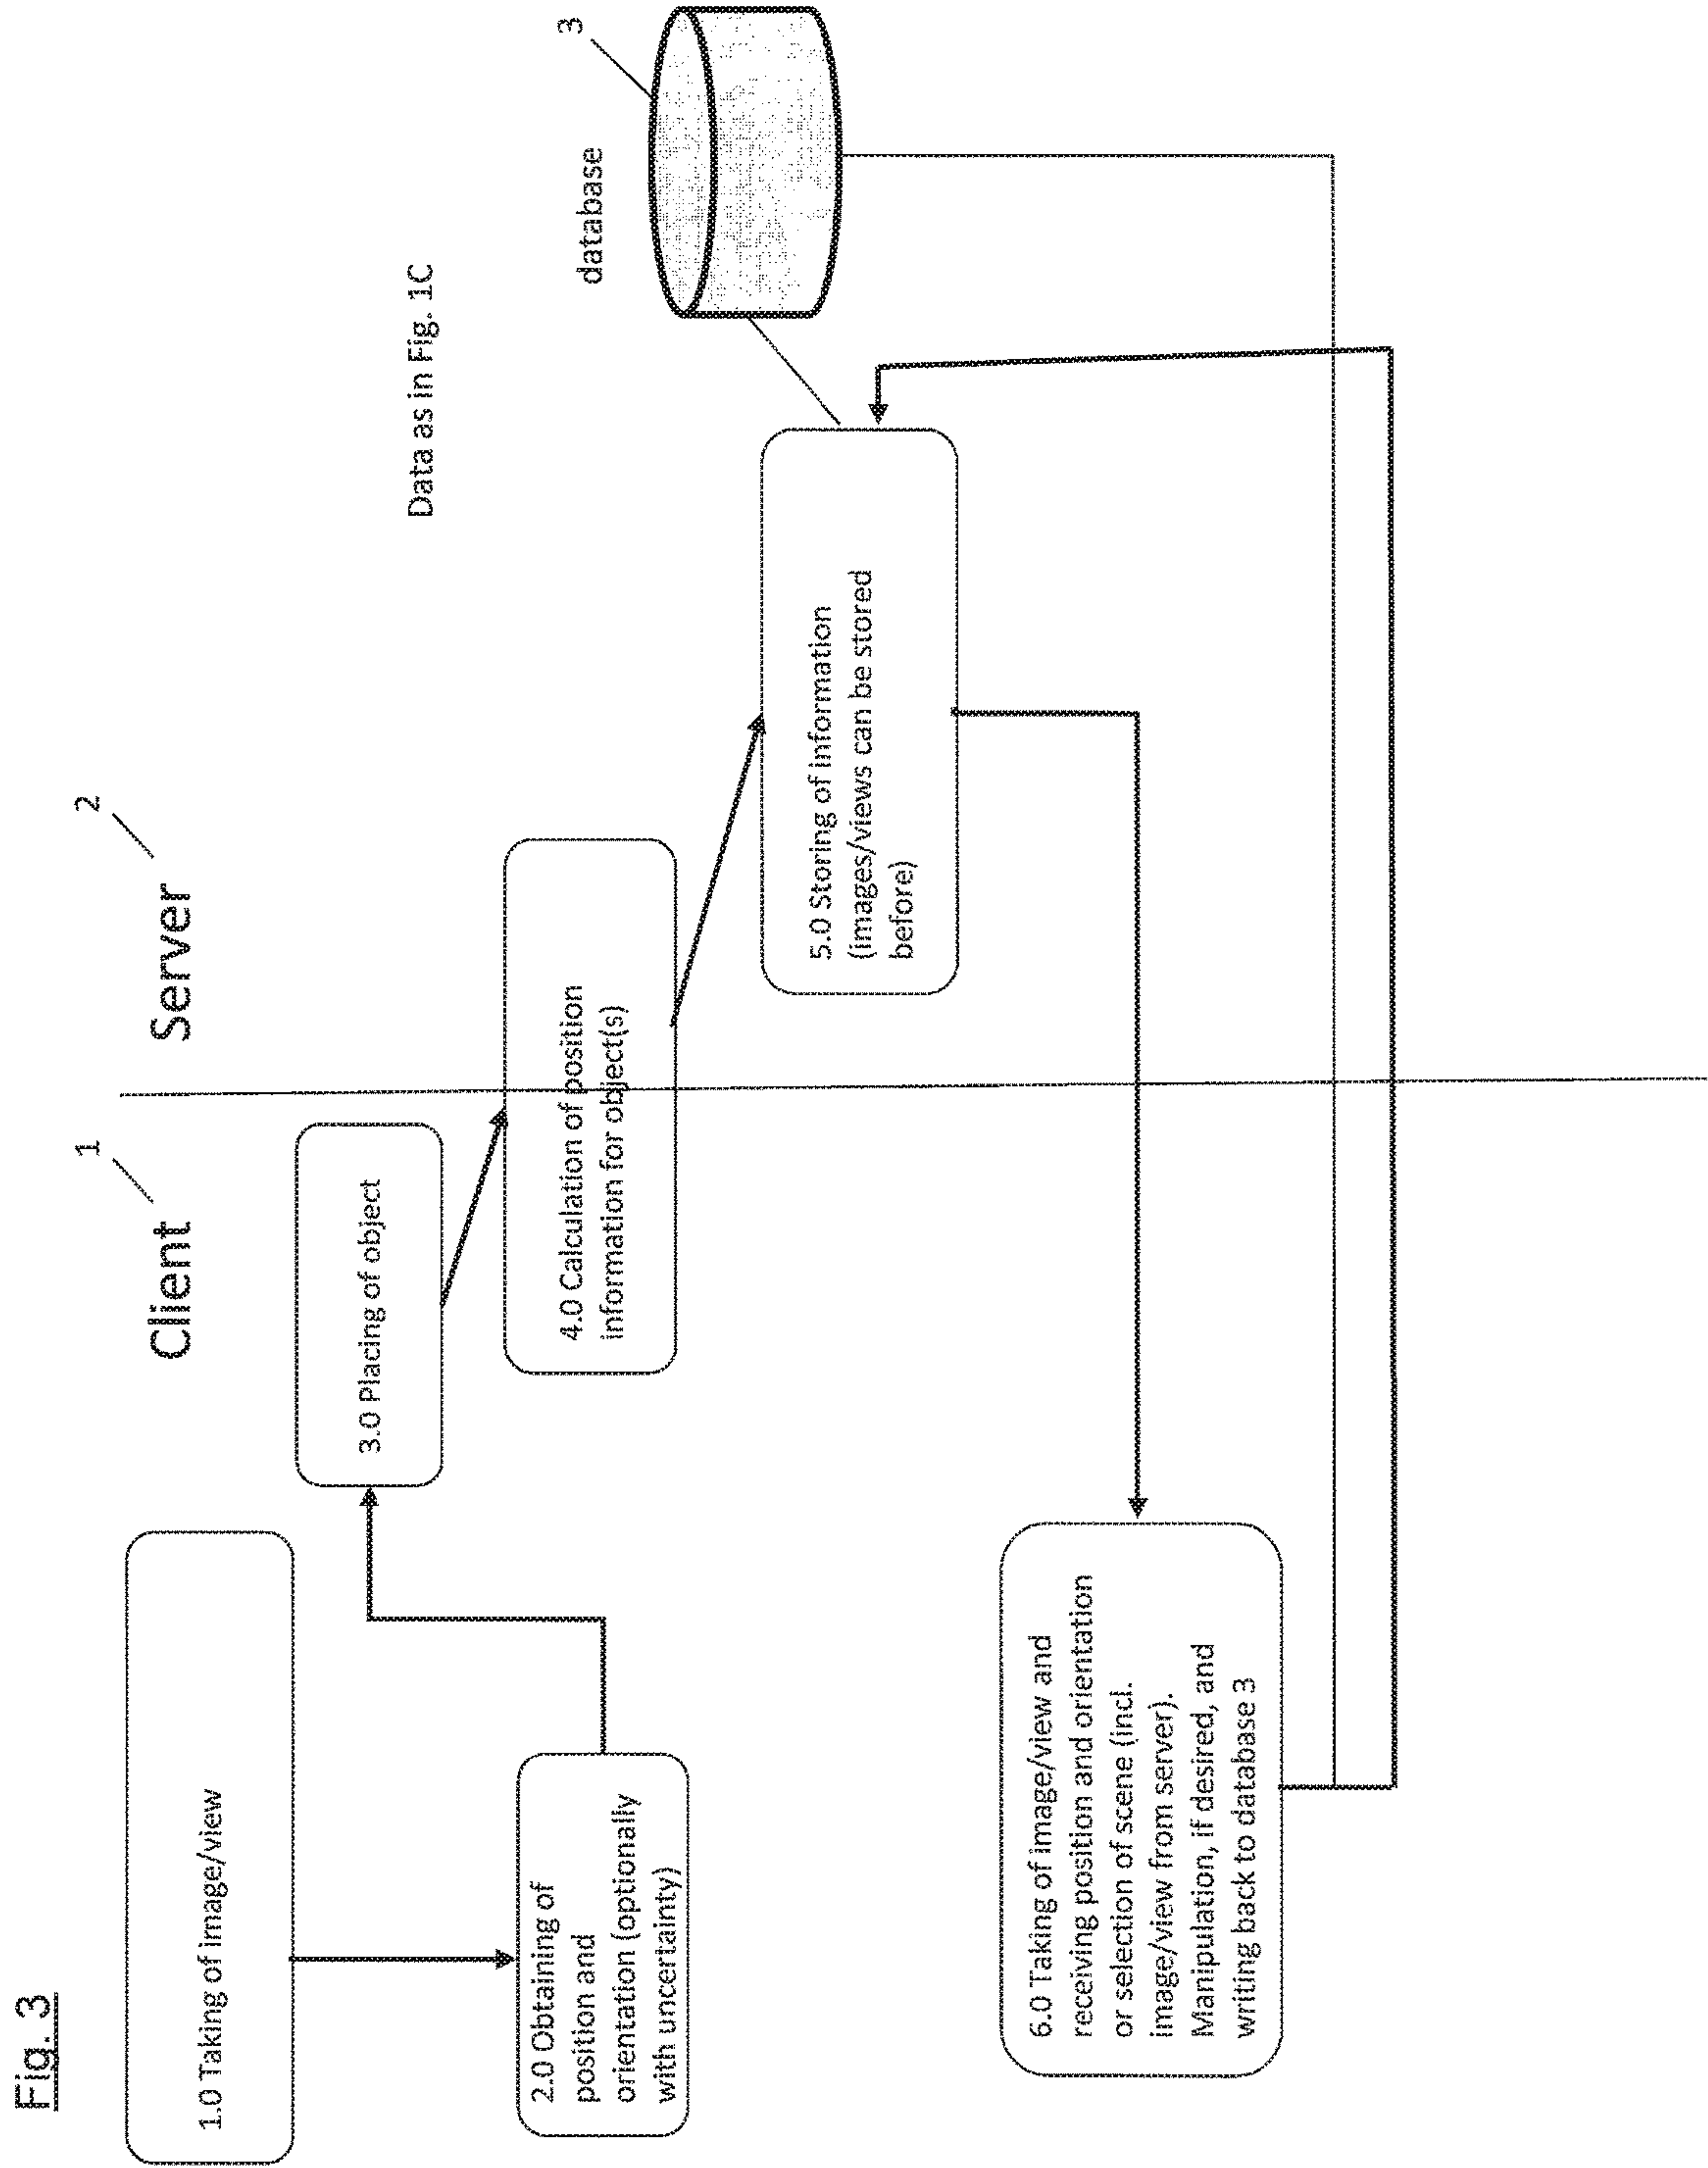 Fig. 3
Client
1
Server
2
1.0 Taking of image/view
2.0 Obtaining of
position and
orientation (optionally
with uncertainty)
3.0 Placing of object
4.0 Calculation of position
information for object(s)
5.0 Storing of information
(images/views can be stored
before)
Data as in Fig. 1C
database
3
6.0 Taking of image/view and
receiving position and orientation
or selection of scene (incl.
image/view from server).
Manipulation, if desired, and
writing back to database 3